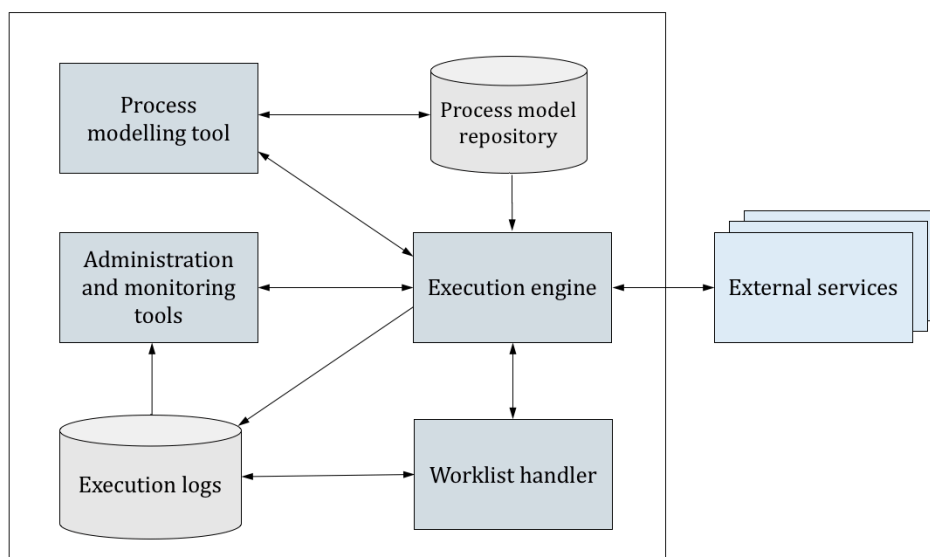 Process
modelling tool
Process model
repository
Administration
and monitoring
tools
Execution engine
External services
Execution logs
Worklist handler